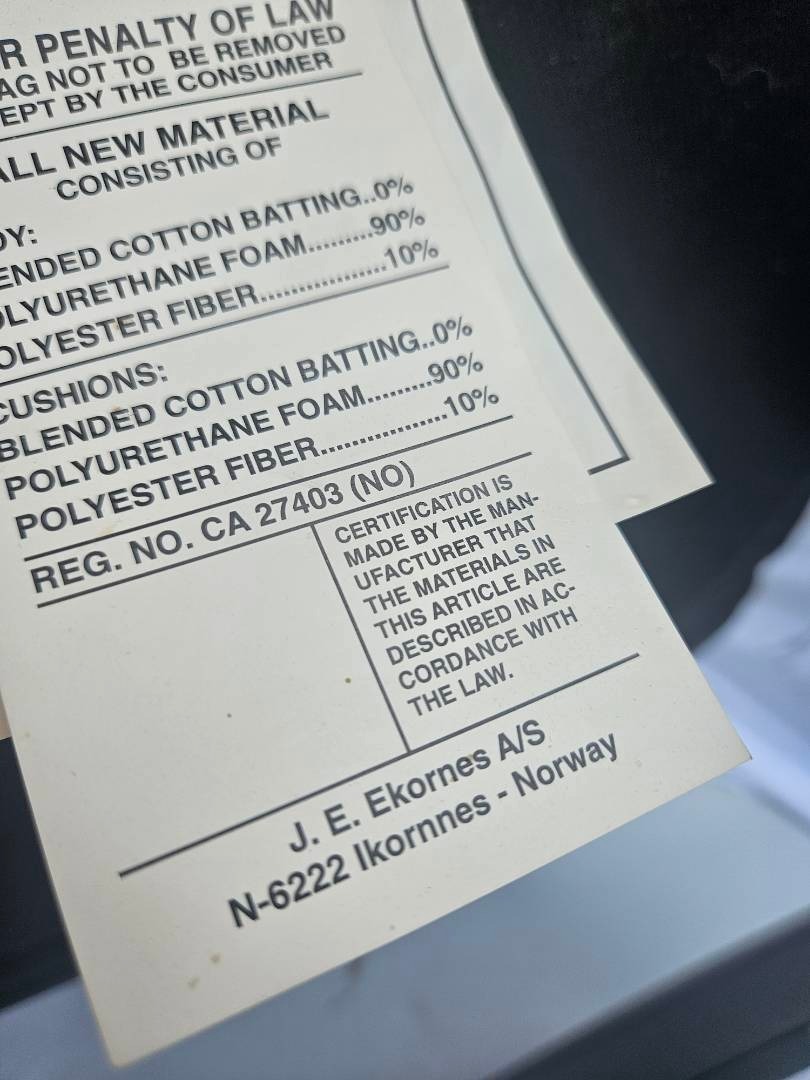 R PENALTY OF LAW
AG NOT TO BE REMOVED
EPT BY THE CONSUMER
ALL NEW MATERIAL
CONSISTING OF
DY:
ENDED COTTON BATTING..0%
OLYURETHANE FOAM.........90%
OLYESTER FIBER.................10%
CUSHIONS:
BLENDED COTTON BATTING..0%
POLYURETHANE FOAM.........90%
POLYESTER FIBER.................10%
REG. NO. CA 27403 (NO)
CERTIFICATION IS
MADE BY THE MAN-
UFACTURER THAT
THE MATERIALS IN
THIS ARTICLE ARE
DESCRIBED IN AC-
CORDANCE WITH
THE LAW.
J. E. Ekornes A/S
N-6222 Ikornnes - Norway